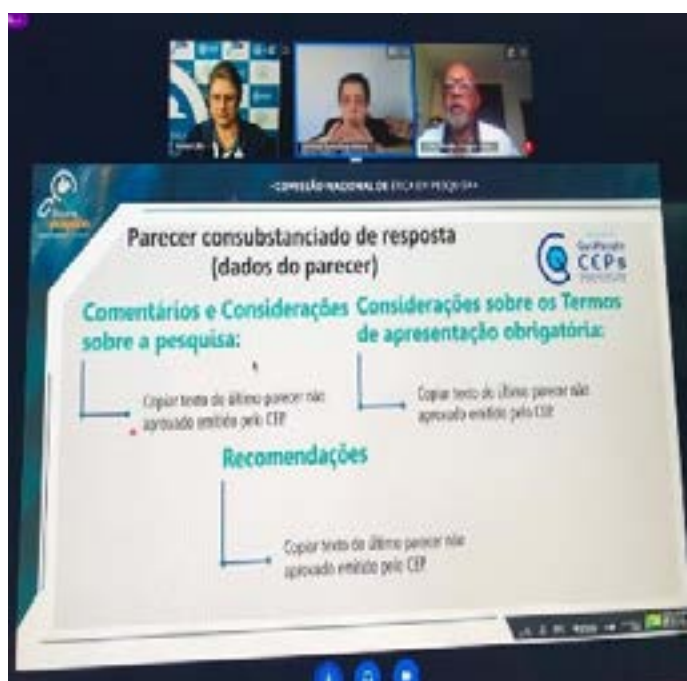 COMISSÃO NACIONAL DE ÉTICA EM PESQUISA
Parecer consubstanciado de resposta
(dados do parecer)
CEPs
Comentários e Considerações
sobre a pesquisa:
Copiar texto do último parecer não
aprovado emitido pelo CEP
Considerações sobre os Termos
de apresentação obrigatória:
Copiar texto do último parecer não
aprovado emitido pelo CEP
Recomendações
Copiar texto do último parecer não
aprovado emitido pelo CEP